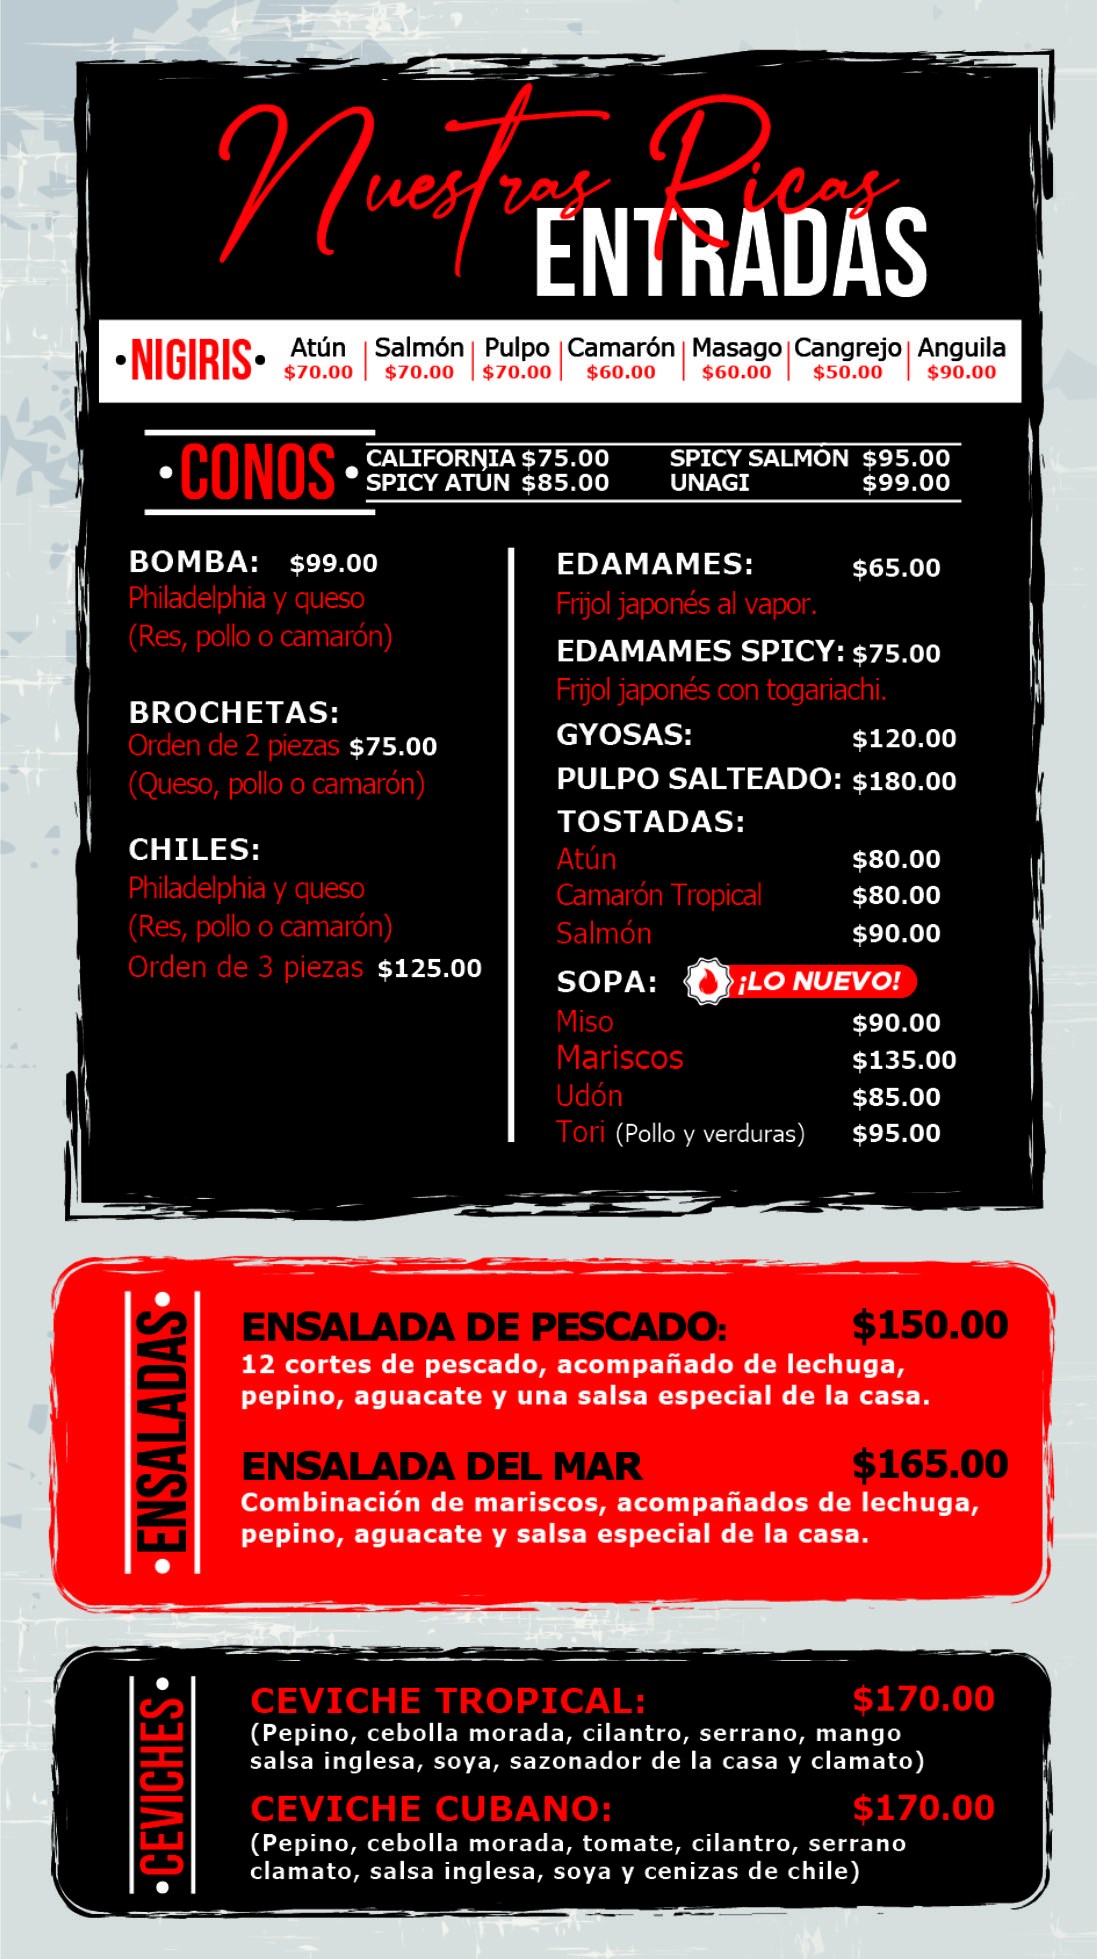 Nuestras Ricas
ENTRADAS
•NIGIRIS•
Atún | Salmón | Pulpo | Camarón | Masago | Cangrejo | Anguila
$70.00 $70.00 $70.00 $60.00 $60.00 $50.00 $90.00
•CONOS•
CALIFORNIA $75.00 SPICY SALMÓN $95.00
SPICY ATÚN $85.00 UNAGI $99.00
BOMBA: $99.00
Philadelphia y queso
(Res, pollo o camarón)
BROCHETAS:
Orden de 2 piezas $75.00
(Queso, pollo o camarón)
CHILES:
Philadelphia y queso
(Res, pollo o camarón)
Orden de 3 piezas $125.00
EDAMAMES: $65.00
Frijol japonés al vapor.
EDAMAMES SPICY: $75.00
Frijol japonés con togariachi.
GYOSAS: $120.00
PULPO SALTEADO: $180.00
TOSTADAS:
Atún $80.00
Camarón Tropical $80.00
Salmón $90.00
SOPA: ¡LO NUEVO!
Miso $90.00
Mariscos $135.00
Udón $85.00
Tori (Pollo y verduras) $95.00
•ENSALADAS•
ENSALADA DE PESCADO: $150.00
12 cortes de pescado, acompañado de lechuga,
pepino, aguacate y una salsa especial de la casa.
ENSALADA DEL MAR $165.00
Combinación de mariscos, acompañados de lechuga,
pepino, aguacate y salsa especial de la casa.
•CEVICHES•
CEVICHE TROPICAL: $170.00
(Pepino, cebolla morada, cilantro, serrano, mango
salsa inglesa, soya, sazonador de la casa y clamato)
CEVICHE CUBANO: $170.00
(Pepino, cebolla morada, tomate, cilantro, serrano
clamato, salsa inglesa, soya y cenizas de chile)